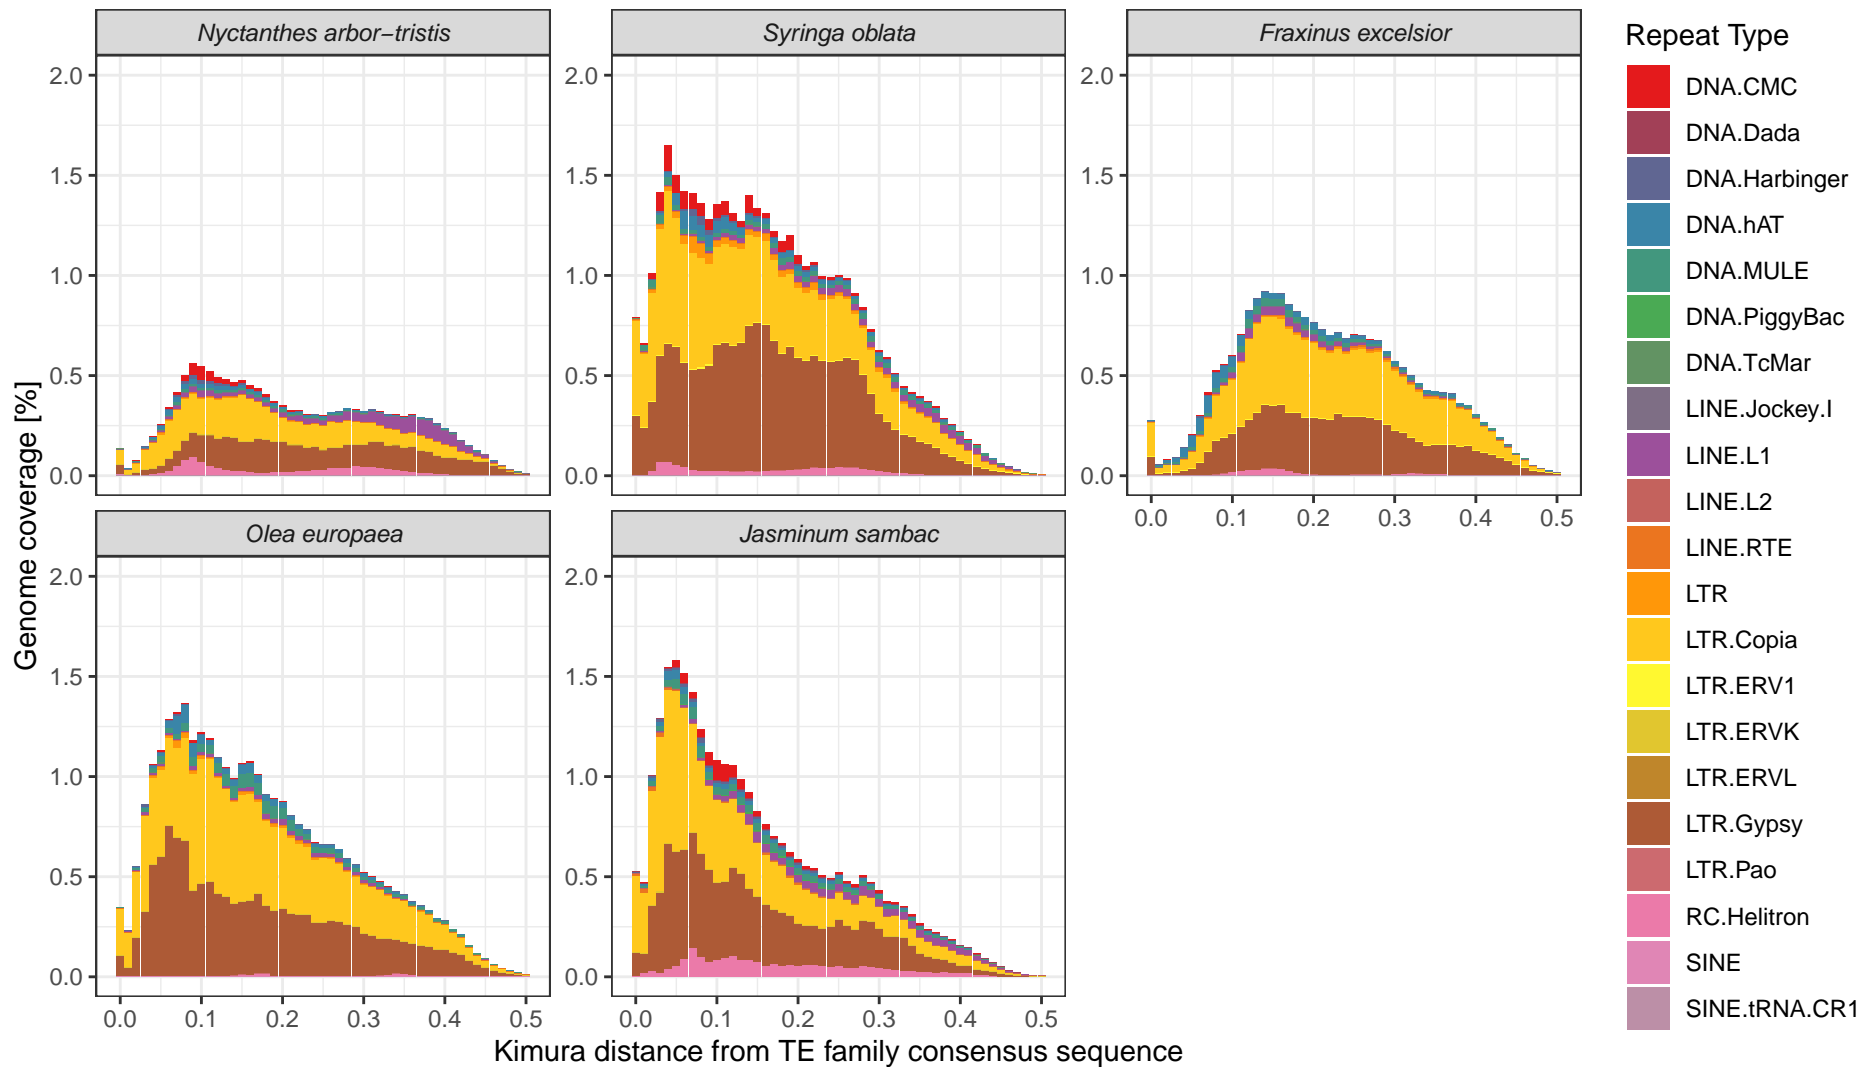 Nyctanthes arbor−tristis
Syringa oblata
Fraxinus excelsior
2.0
1.5
1.0
0.5
0.0
2.0
1.5
1.0
0.5
0.0
2.0
1.5
1.0
0.5
0.0
0.0 0.1 0.2 0.3 0.4 0.5
Olea europaea
Jasminum sambac
2.0
1.5
1.0
0.5
0.0
2.0
1.5
1.0
0.5
0.0
0.0 0.1 0.2 0.3 0.4 0.5
0.0 0.1 0.2 0.3 0.4 0.5
Genome coverage [%]
Kimura distance from TE family consensus sequence
Repeat Type
DNA.CMC
DNA.Dada
DNA.Harbinger
DNA.hAT
DNA.MULE
DNA.PiggyBac
DNA.TcMar
LINE.Jockey.I
LINE.L1
LINE.L2
LINE.RTE
LTR
LTR.Copia
LTR.ERV1
LTR.ERVK
LTR.ERVL
LTR.Gypsy
LTR.Pao
RC.Helitron
SINE
SINE.tRNA.CR1